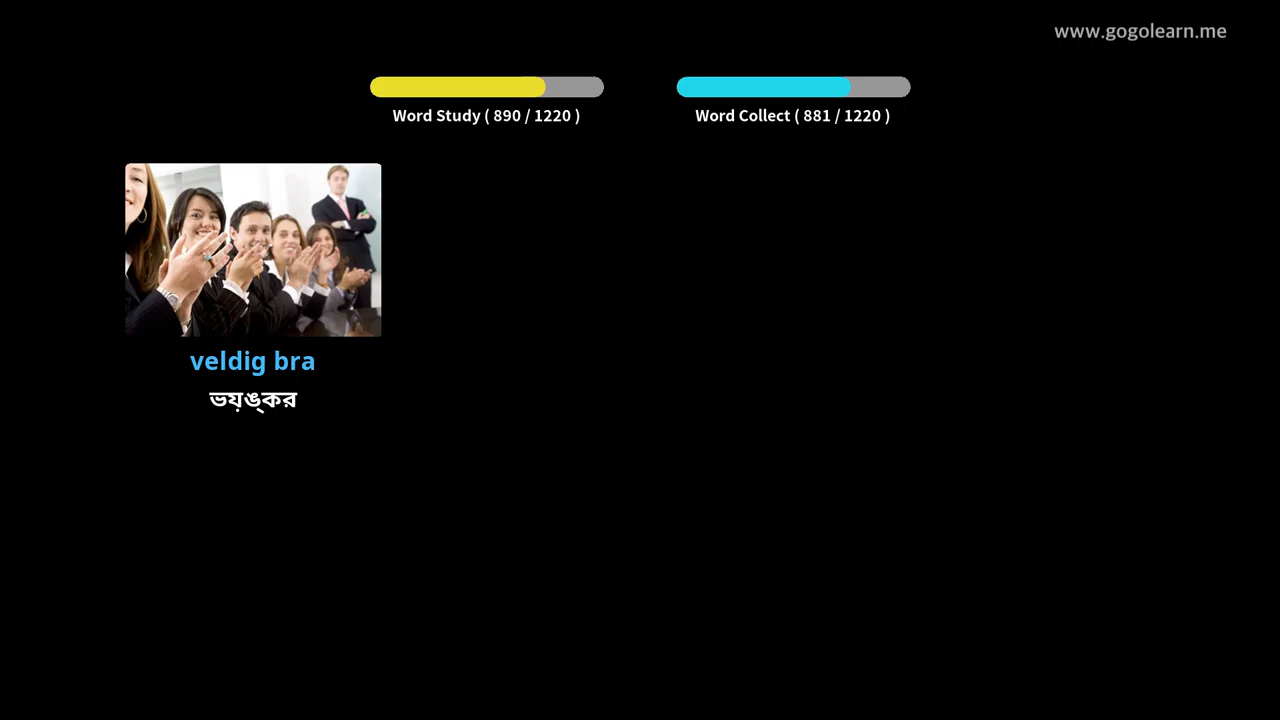 www.gogolearn.me
Word Study ( 890 / 1220 )
Word Collect ( 881 / 1220 )
veldig bra
ভয়ঙ্কর